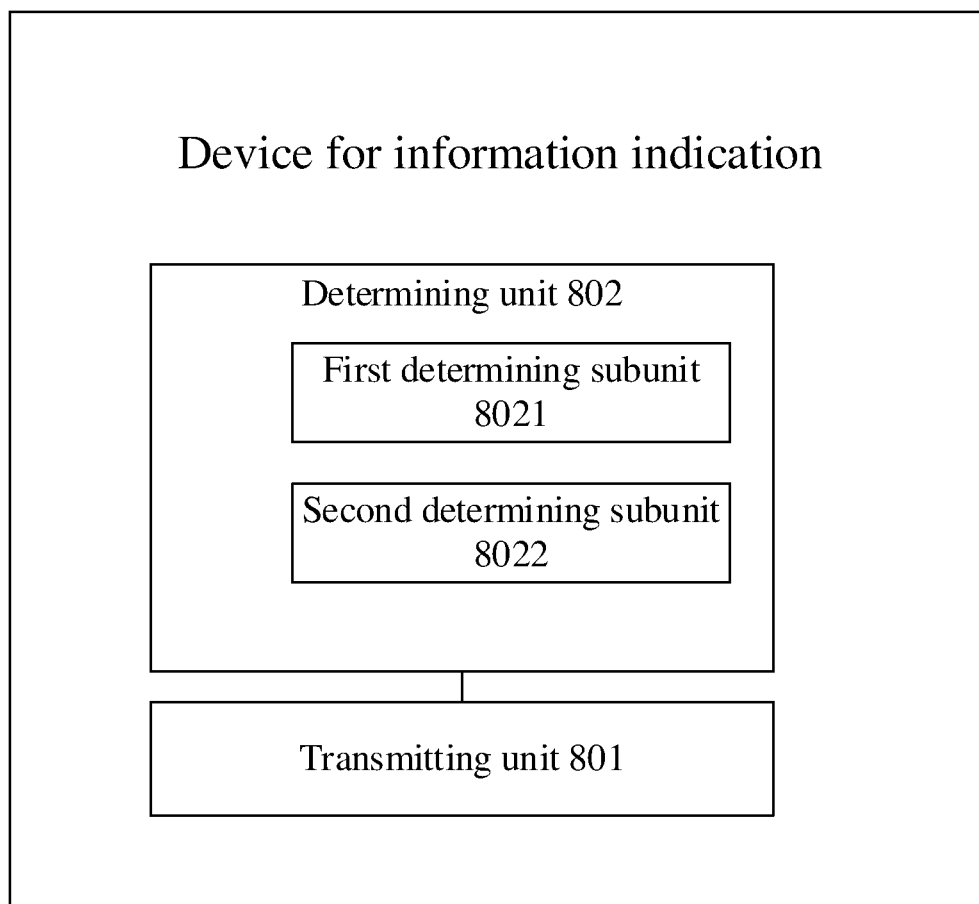 Device for information indication
Determining unit 802
First determining subunit
8021
Second determining subunit
8022
Transmitting unit 801